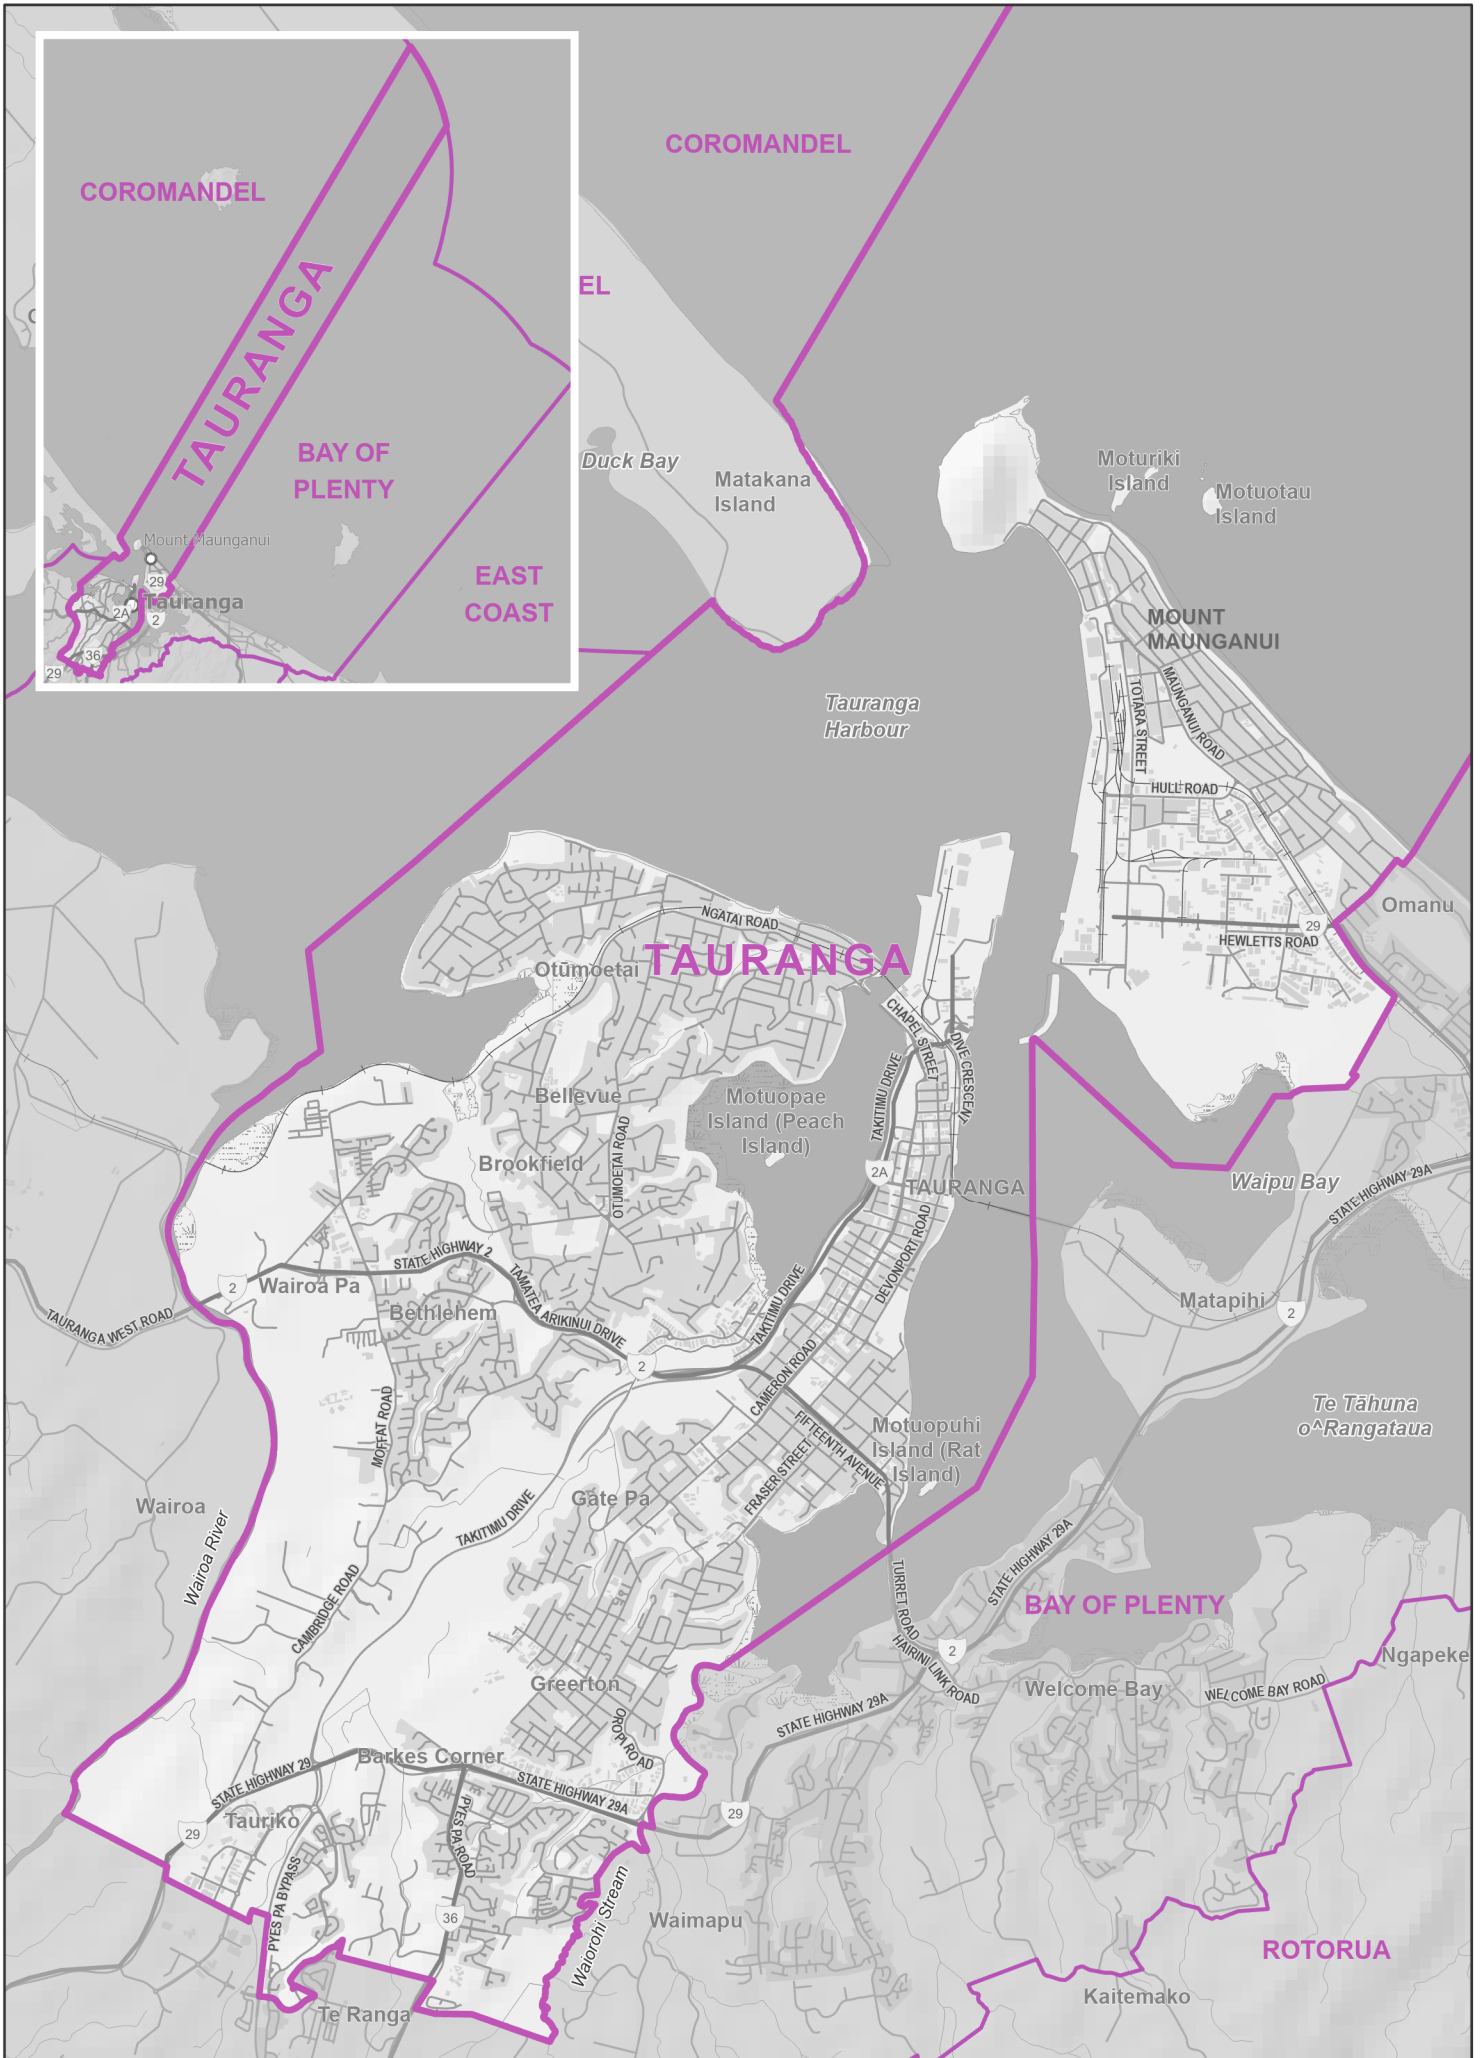 COROMANDEL
COROMANDEL
TAURANGA
EL
BAY OF
PLENTY
Duck Bay
Matakana
Island
Moturiki
Island
Motuotau
Island
Mount Maunganui
29
EAST
COAST
Tauranga
2A
2
36
29
MOUNT
MAUNGANUI
Tauranga
Harbour
TOTARA STREET
MAUNGANUI ROAD
HULL ROAD
Omanu
NGATAI ROAD
29
HEWLETTS ROAD
TAURANGA
Otūmoetai
CHAPEL STREET
DIVE CRESCENT
TAKITIMU DRIVE
Bellevue
Motuopae
Island (Peach
Island)
OTUMOETAI ROAD
Brookfield
2A
TAURANGA
Waipu Bay
STATE HIGHWAY 29A
STATE HIGHWAY 2
DEVONPORT ROAD
2
Wairoa Pa
TAMATEA ARIKINUI DRIVE
TAKITIMU DRIVE
Matapihi
2
TAURANGA WEST ROAD
Bethlehem
2
CAMERON ROAD
Te Tāhuna
o^Rangataua
MOFFAT ROAD
FIFTEENTH AVENUE
Motuopuhi
Island (Rat
Island)
FRASER STREET
Gate Pa
Wairoa
TAKITIMU DRIVE
Wairoa River
STATE HIGHWAY 29A
TURRET ROAD
CAMBRIDGE ROAD
BAY OF PLENTY
2
HAIRINI LINK ROAD
Ngapeke
Greerton
Welcome Bay
WELCOME BAY ROAD
STATE HIGHWAY 29A
OROPI ROAD
Barkes Corner
STATE HIGHWAY 29
STATE HIGHWAY 29A
29
Tauriko
29
PYES PA ROAD
PYES PA BYPASS
36
Waimapu
Waiorohi Stream
ROTORUA
Kaitemako
Te Ranga